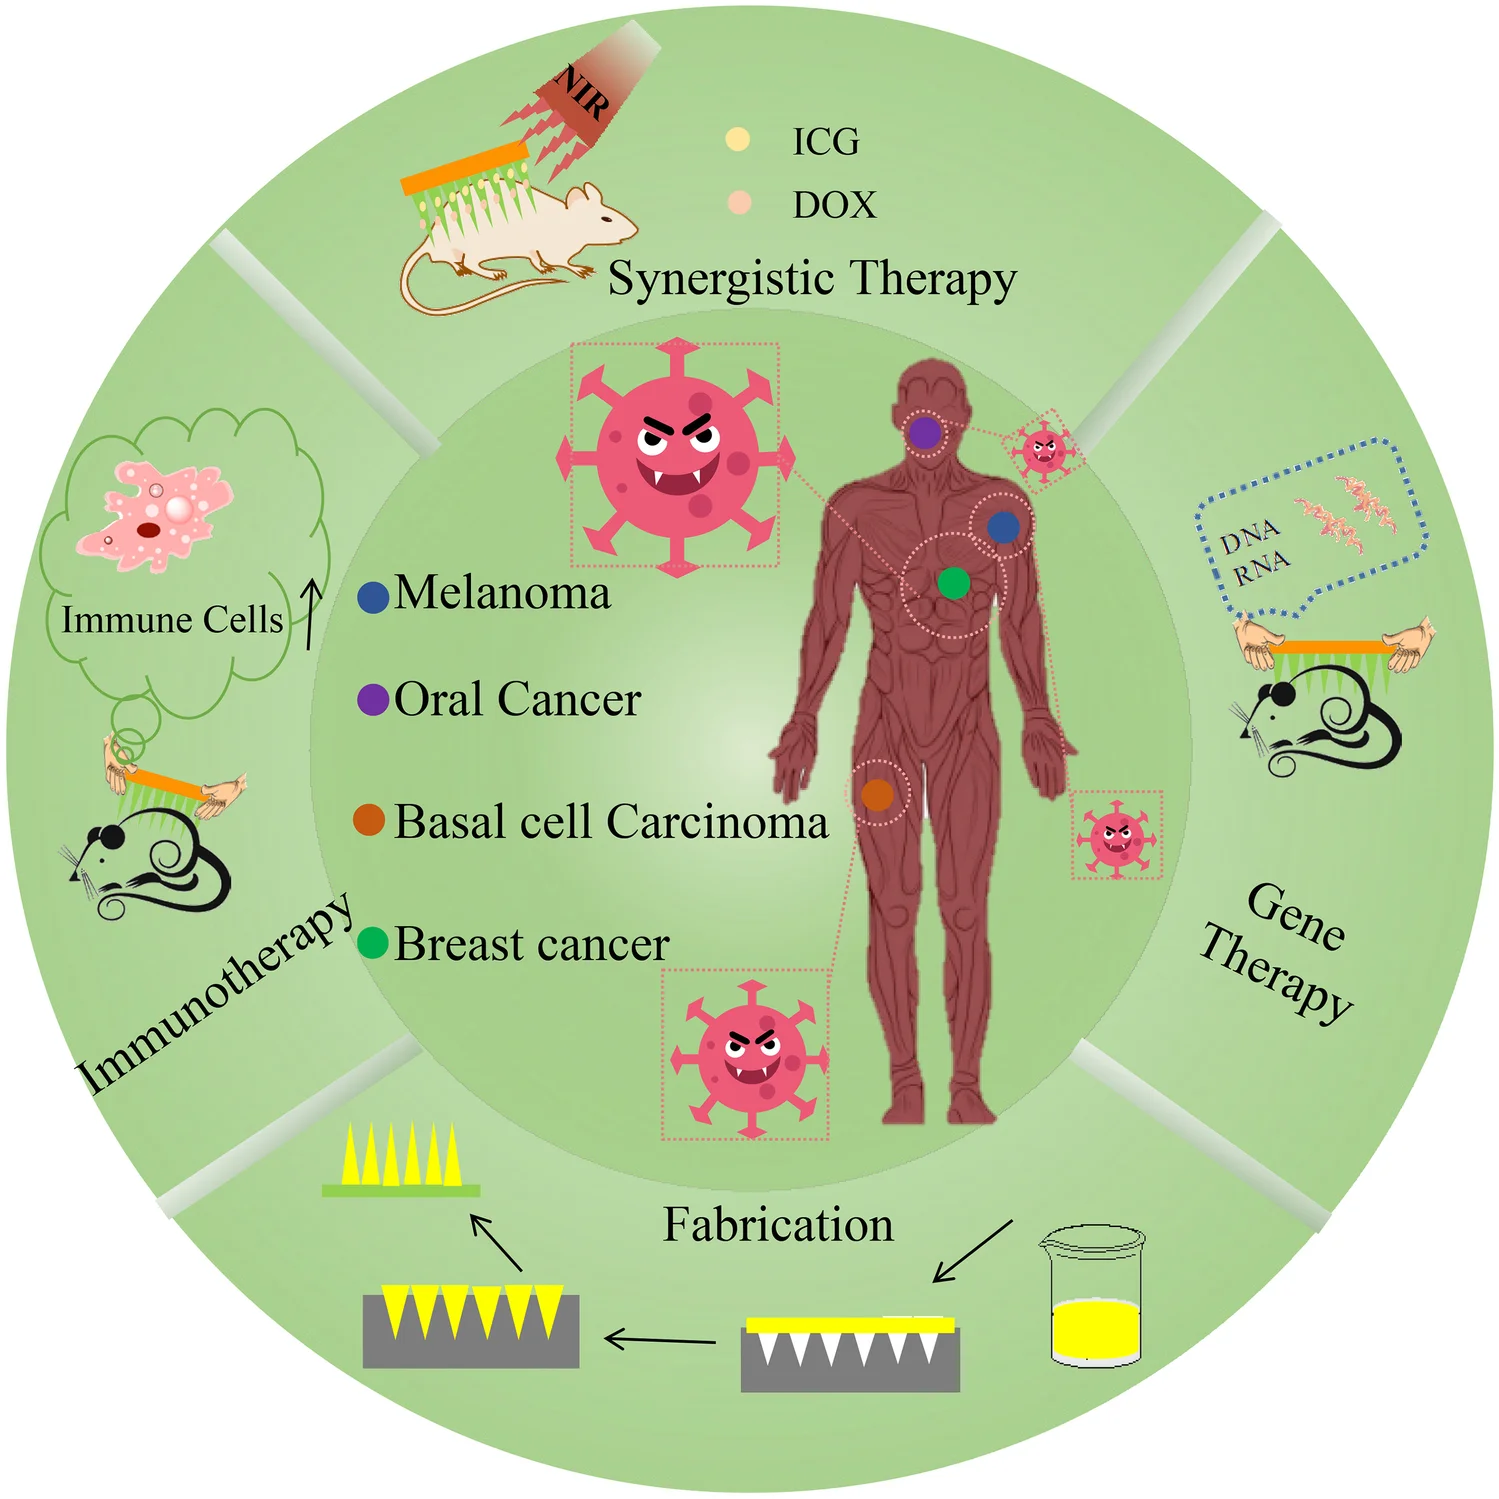 NIR
ICG
DOX
Synergistic Therapy
DNA
RNA
Melanoma
Immune Cells
Oral Cancer
Basal cell Carcinoma
Breast cancer
Immunotherapy
Gene
Therapy
Fabrication